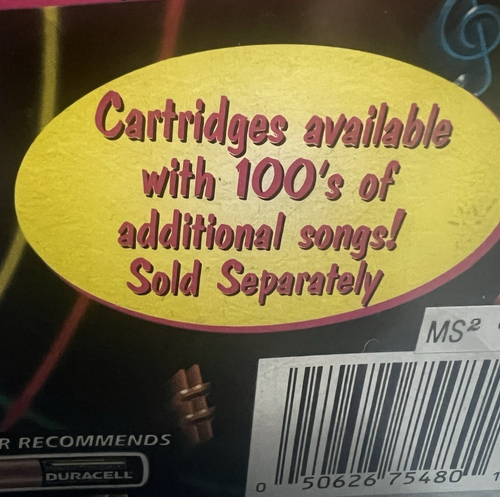 Cartridges available
with 100's of
additional songs!
Sold Separately
MS²
R RECOMMENDS
DURACELL
0 50626 75480 1